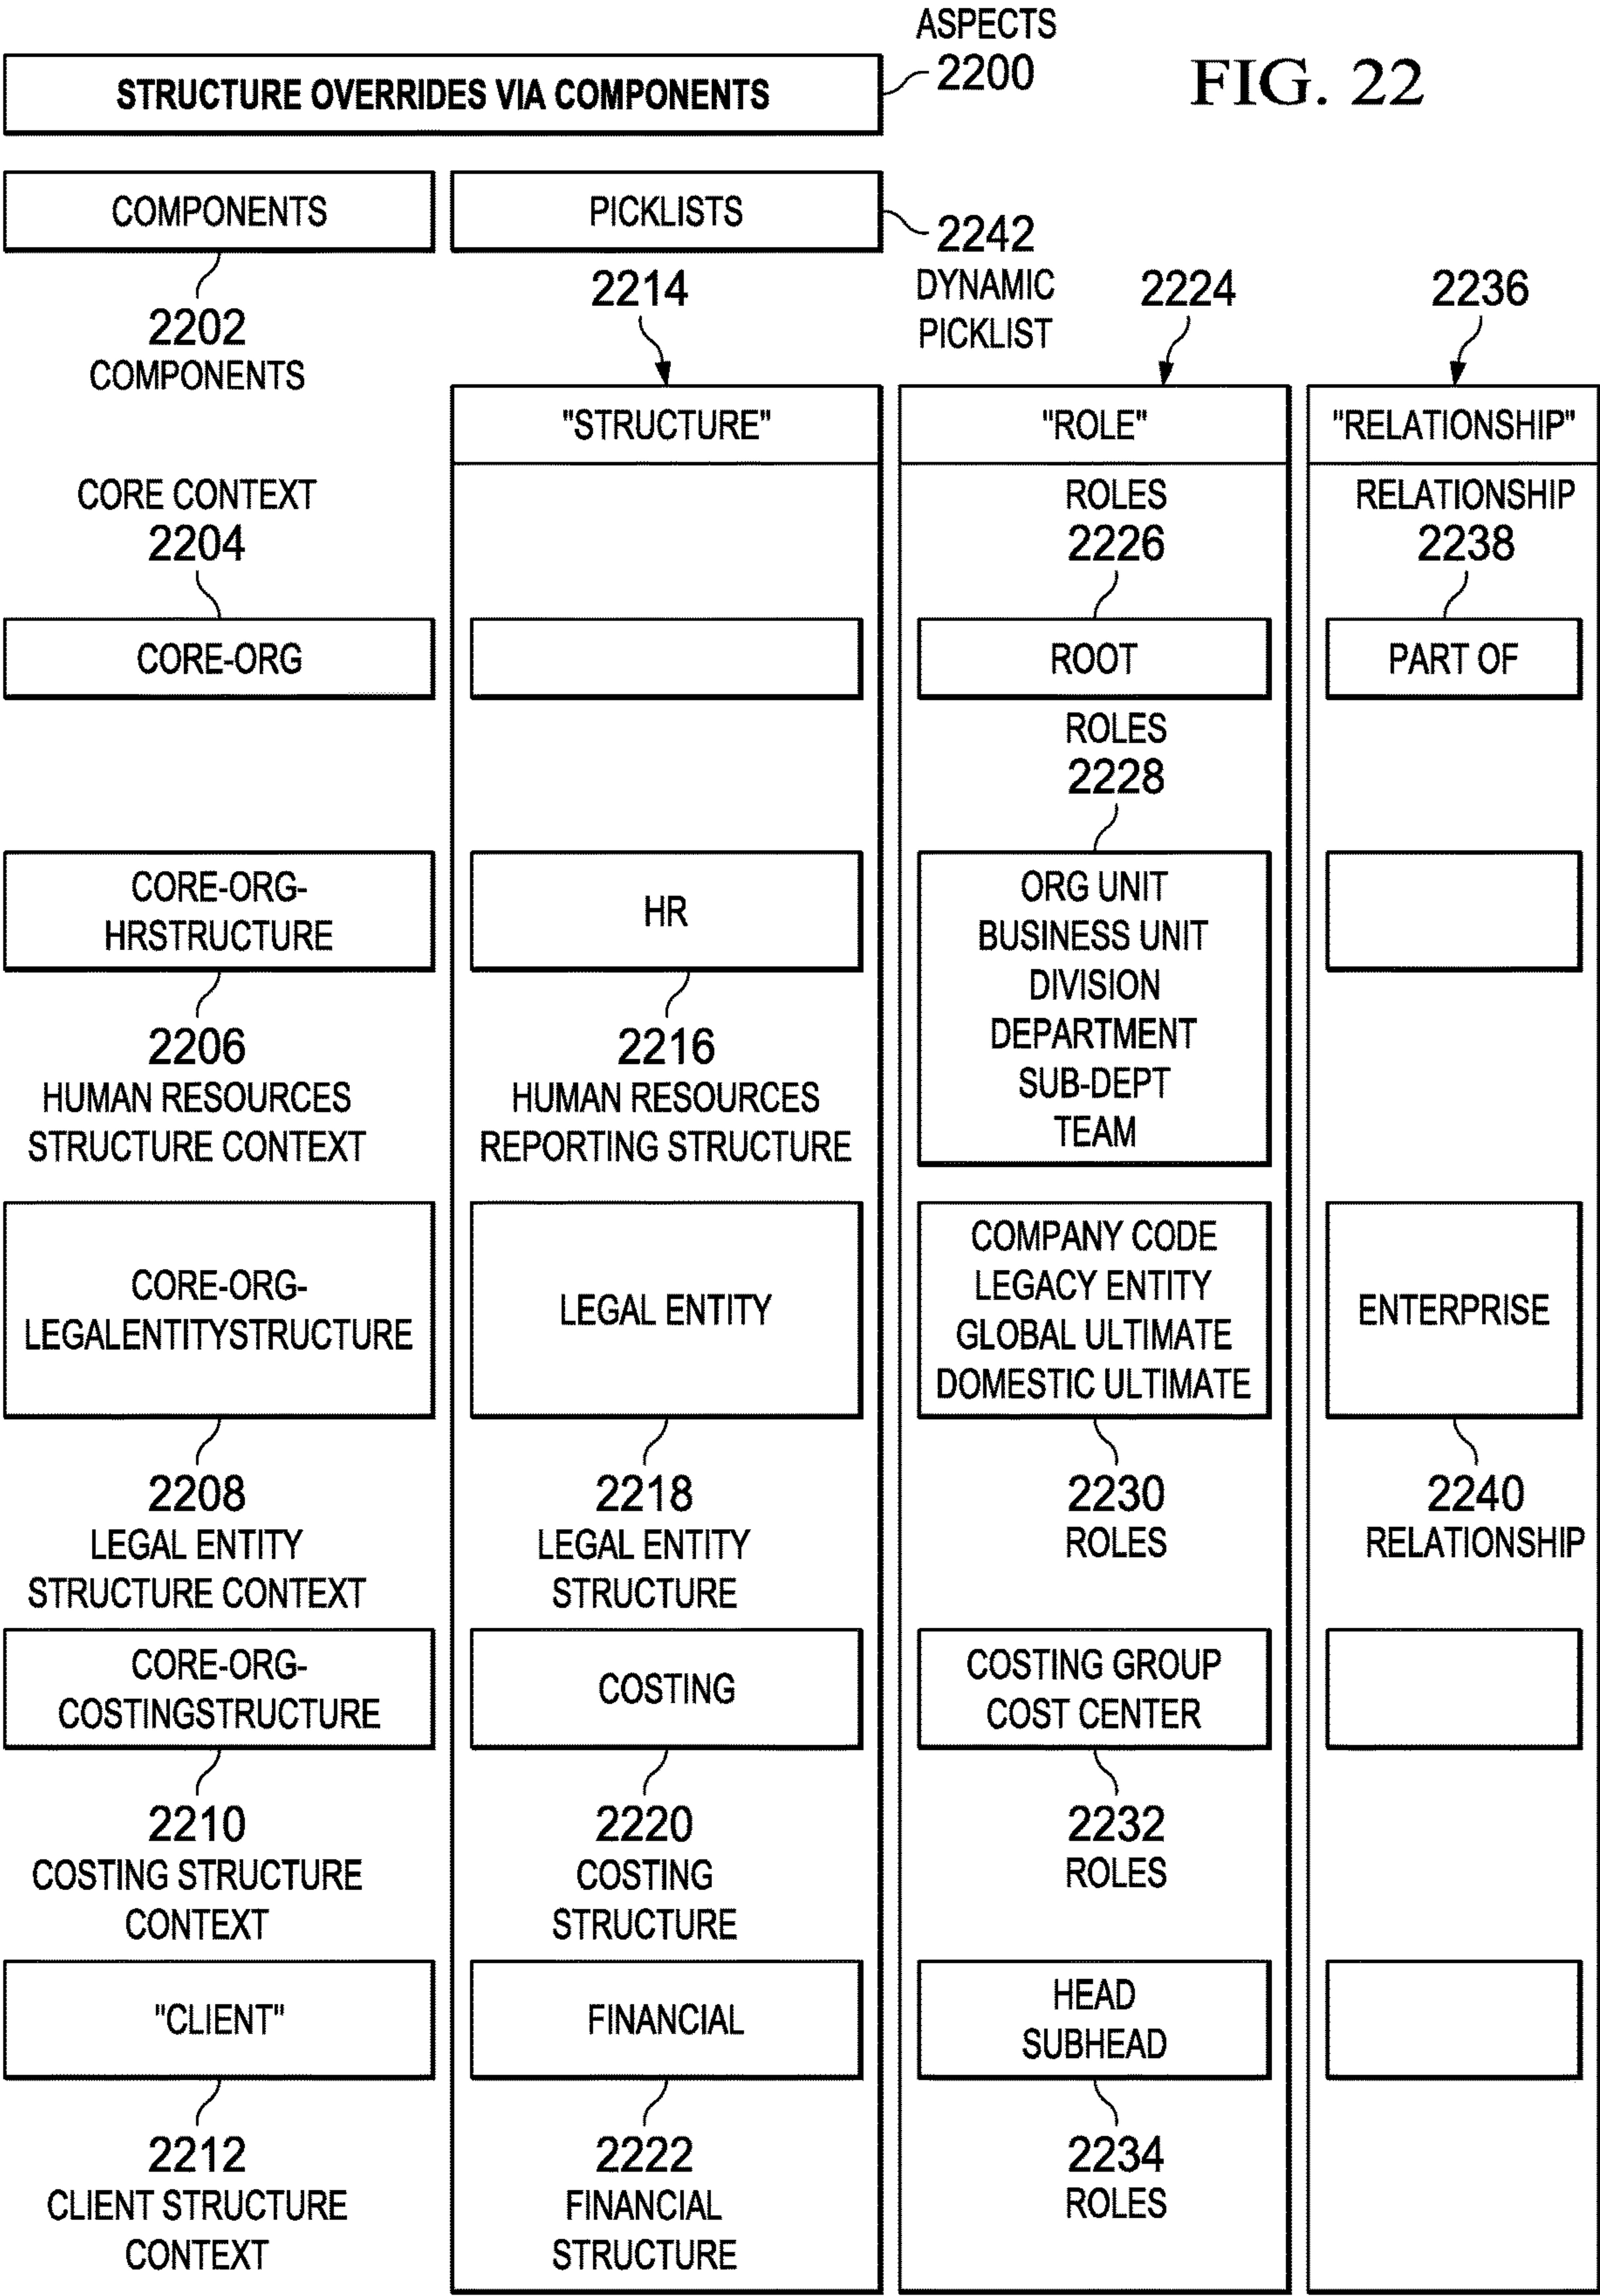 ASPECTS
2200
FIG. 22
STRUCTURE OVERRIDES VIA COMPONENTS
COMPONENTS
PICKLISTS
2242
DYNAMIC
PICKLIST
2202
COMPONENTS
2214
2224
2236
"STRUCTURE"
"ROLE"
"RELATIONSHIP"
CORE CONTEXT
2204
ROLES
2226
RELATIONSHIP
2238
CORE-ORG
ROOT
PART OF
ROLES
2228
CORE-ORG-
HRSTRUCTURE
HR
ORG UNIT
BUSINESS UNIT
DIVISION
DEPARTMENT
SUB-DEPT
TEAM
2206
HUMAN RESOURCES
STRUCTURE CONTEXT
2216
HUMAN RESOURCES
REPORTING STRUCTURE
CORE-ORG-
LEGALENTITYSTRUCTURE
LEGAL ENTITY
COMPANY CODE
LEGACY ENTITY
GLOBAL ULTIMATE
DOMESTIC ULTIMATE
ENTERPRISE
2208
LEGAL ENTITY
STRUCTURE CONTEXT
2218
LEGAL ENTITY
STRUCTURE
2230
ROLES
2240
RELATIONSHIP
CORE-ORG-
COSTINGSTRUCTURE
COSTING
COSTING GROUP
COST CENTER
2210
COSTING STRUCTURE
CONTEXT
2220
COSTING
STRUCTURE
2232
ROLES
"CLIENT"
FINANCIAL
HEAD
SUBHEAD
2212
CLIENT STRUCTURE
CONTEXT
2222
FINANCIAL
STRUCTURE
2234
ROLES